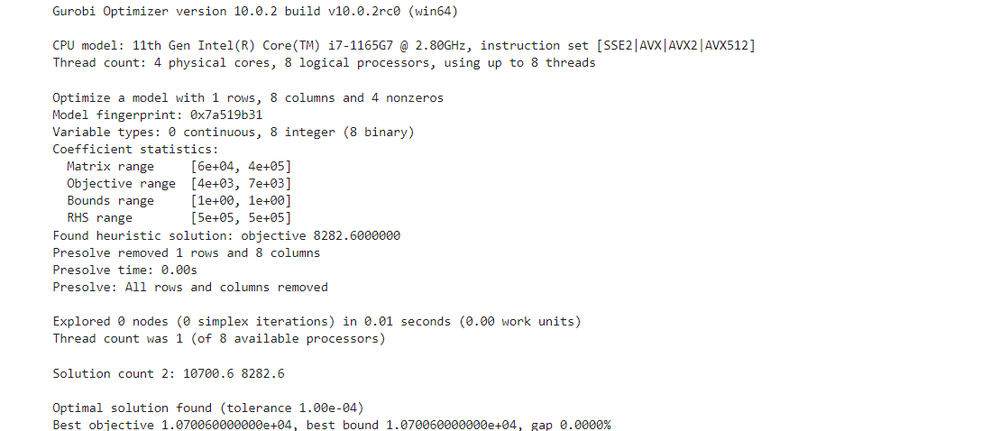 Gurobi Optimizer version 10.0.2 build v10.0.2rc0 (win64)
CPU model: 11th Gen Intel(R) Core(TM) i7-1165G7 @ 2.80GHz, instruction set [SSE2|AVX|AVX2|AVX512]
Thread count: 4 physical cores, 8 logical processors, using up to 8 threads
Optimize a model with 1 rows, 8 columns and 4 nonzeros
Model fingerprint: 0x7a519b31
Variable types: 0 continuous, 8 integer (8 binary)
Coefficient statistics:
Matrix range [6e+04, 4e+05]
Objective range [4e+03, 7e+03]
Bounds range [1e+00, 1e+00]
RHS range [5e+05, 5e+05]
Found heuristic solution: objective 8282.6000000
Presolve removed 1 rows and 8 columns
Presolve time: 0.00s
Presolve: All rows and columns removed
Explored 0 nodes (0 simplex iterations) in 0.01 seconds (0.00 work units)
Thread count was 1 (of 8 available processors)
Solution count 2: 10700.6 8282.6
Optimal solution found (tolerance 1.00e-04)
Best objective 1.070060000000e+04, best bound 1.070060000000e+04, gap 0.0000%